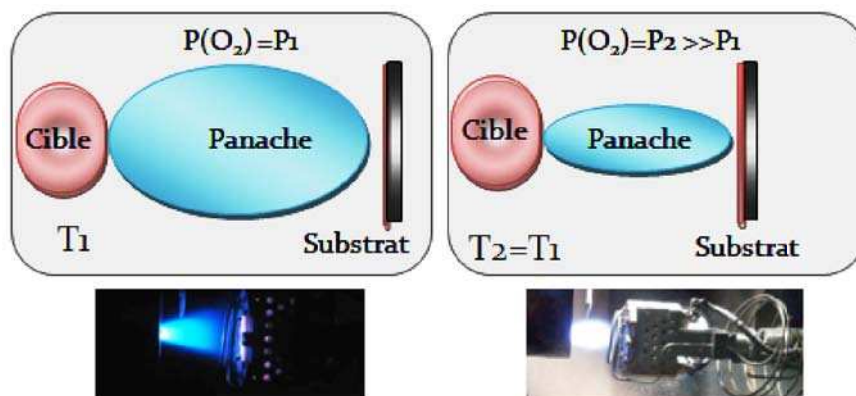 P(O₂)=P1
Cible
Panache
T1
Substrat
P(O₂)=P2 >>P1
Cible
Panache
T2=T1
Substrat